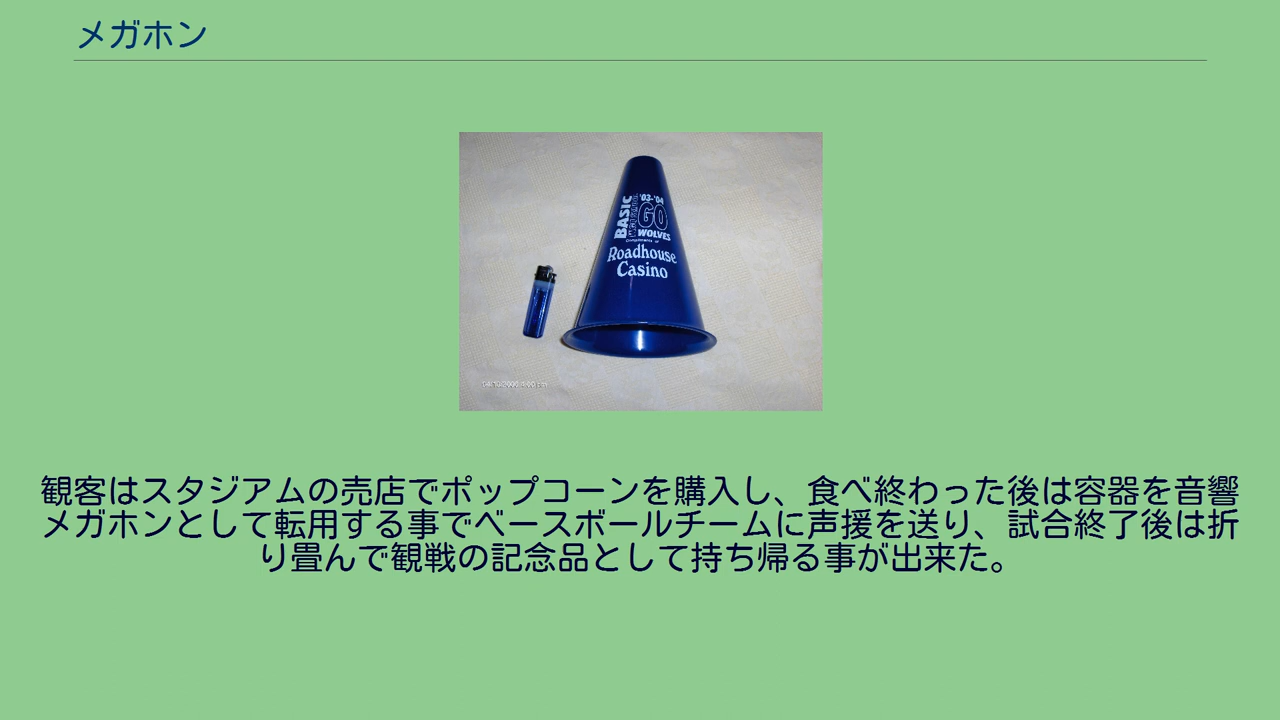 メガホン
BASIC
'03-'04
GO
WOLVES
Compliments of
Roadhouse
Casino
観客はスタジアムの売店でポップコーンを購入し、食べ終わった後は容器を音響
メガホンとして転用する事でベースボールチームに声援を送り、試合終了後は折
り畳んで観戦の記念品として持ち帰る事が出来た。